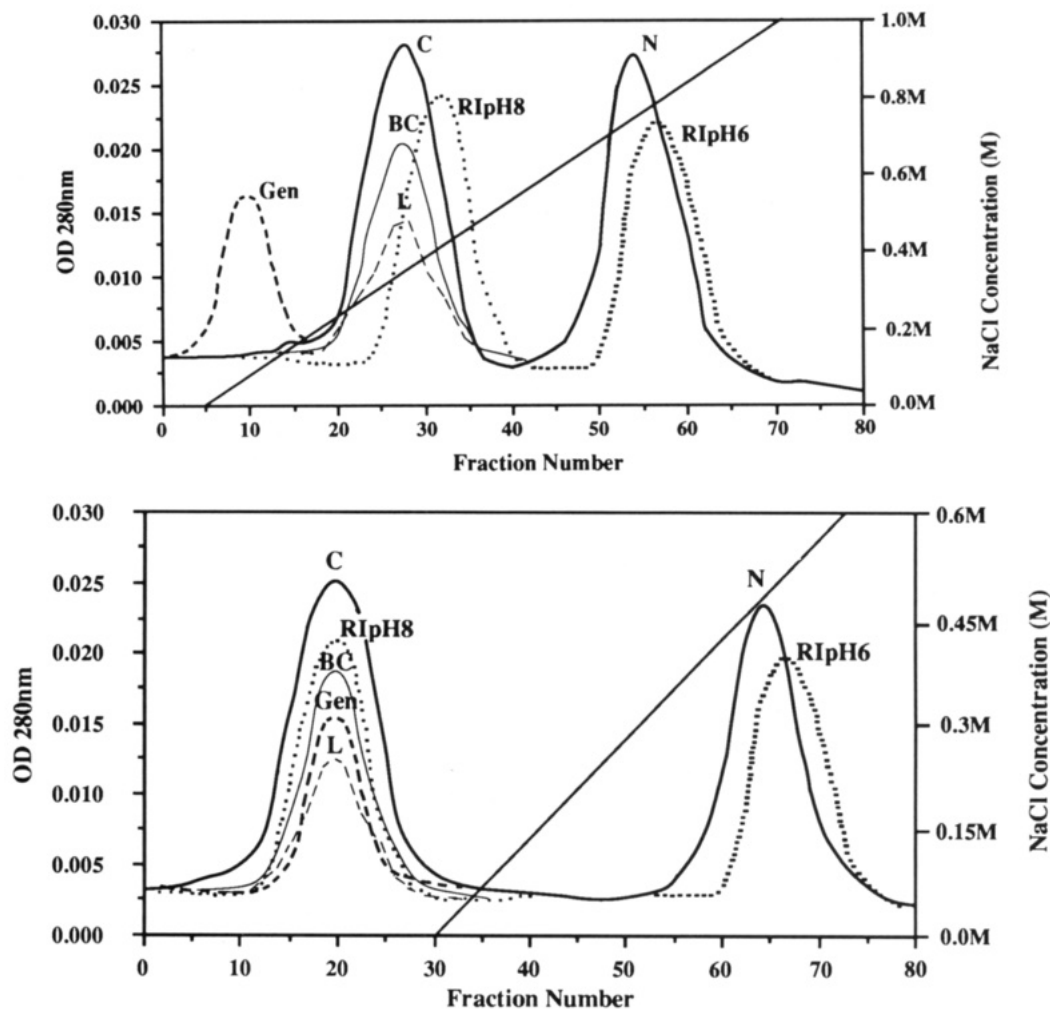 0.030
0.025
0.020
0.015
0.010
0.005
0.000
OD 280nm
1.0M
0.8M
0.6M
0.4M
0.2M
0.0M
NaCl Concentration (M)
C
N
RIpH8
BC
RIpH6
Gen
L
0 10 20 30 40 50 60 70 80
Fraction Number
0.030
0.025
0.020
0.015
0.010
0.005
0.000
OD 280nm
0.6M
0.45M
0.3M
0.15M
0.0M
NaCl Concentration (M)
C
N
RIpH8
BC
RIpH6
Gen
L
0 10 20 30 40 50 60 70 80
Fraction Number